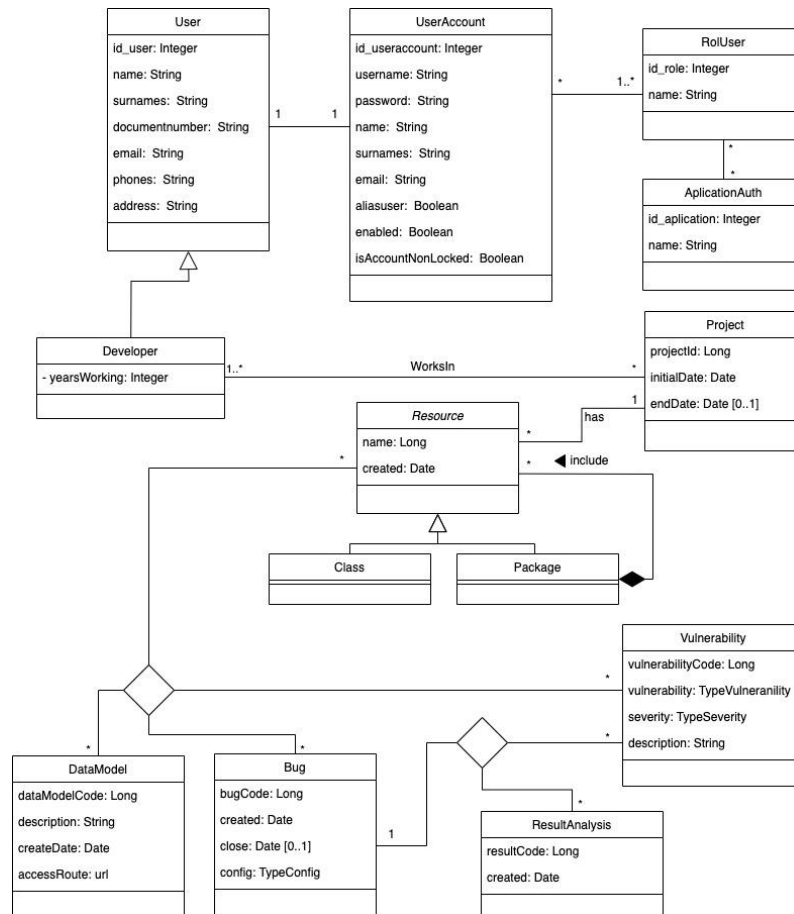 User
id_user: Integer
name: String
surnames:  String
documentnumber:  String
email:  String
phones: String
address: String
UserAccount
id_useraccount: Integer
username: String
password: String
name: String
surnames: String
email: String
aliasuser:  Boolean
enabled: Boolean
isAccountNonLocked:  Boolean
RolUser
id_role: Integer
name: String
1
1
*
1..*
*
*
AplicationAuth
id_aplication: Integer
name: String
Developer
- yearsWorking: Integer
1..*
WorksIn
*
Project
projectId: Long
initialDate: Date
endDate: Date [0..1]
1
has
*
Resource
name: Long
created: Date
*
*
include
Class
Package
Vulnerability
vulnerabilityCode: Long
vulnerability: TypeVulneranility
severity: TypeSeverity
description: String
*
*
*
*
DataModel
dataModelCode: Long
description: String
createDate: Date
accessRoute: url
Bug
bugCode: Long
created: Date
close: Date [0..1]
config: TypeConfig
1
*
ResultAnalysis
resultCode: Long
created: Date